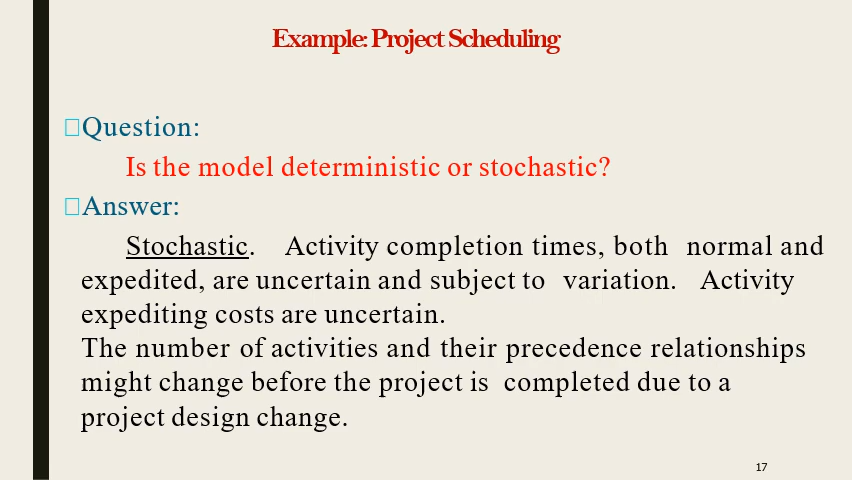 Example: Project Scheduling
Question:
Is the model deterministic or stochastic?
Answer:
Stochastic. Activity completion times, both normal and
expedited, are uncertain and subject to variation. Activity
expediting costs are uncertain.
The number of activities and their precedence relationships
might change before the project is completed due to a
project design change.
17